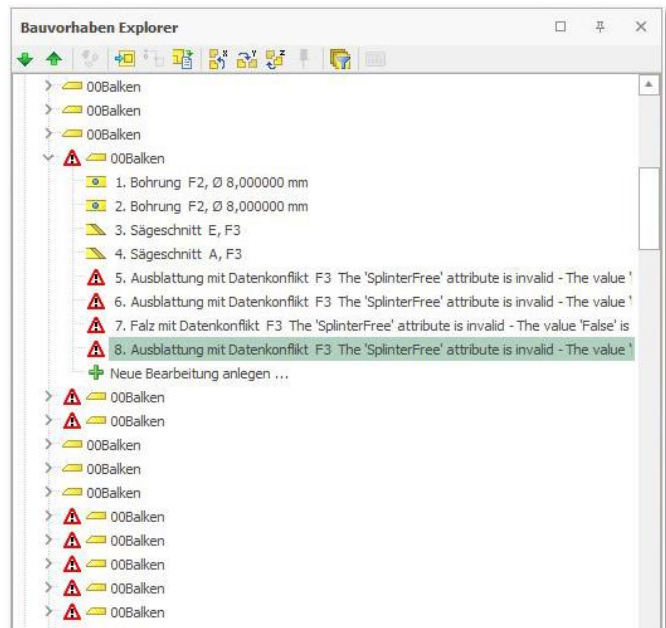 Bauvorhaben Explorer
00Balken
00Balken
00Balken
00Balken
1. Bohrung F2, Ø 8,000000 mm
2. Bohrung F2, Ø 8,000000 mm
3. Sägeschnitt E, F3
4. Sägeschnitt A, F3
5. Ausblattung mit Datenkonflikt F3 The 'SplinterFree' attribute is invalid - The value '
6. Ausblattung mit Datenkonflikt F3 The 'SplinterFree' attribute is invalid - The value '
7. Falz mit Datenkonflikt F3 The 'SplinterFree' attribute is invalid - The value 'False' is
8. Ausblattung mit Datenkonflikt F3 The 'SplinterFree' attribute is invalid - The value '
Neue Bearbeitung anlegen ...
00Balken
00Balken
00Balken
00Balken
00Balken
00Balken
00Balken
00Balken
00Balken
00Balken